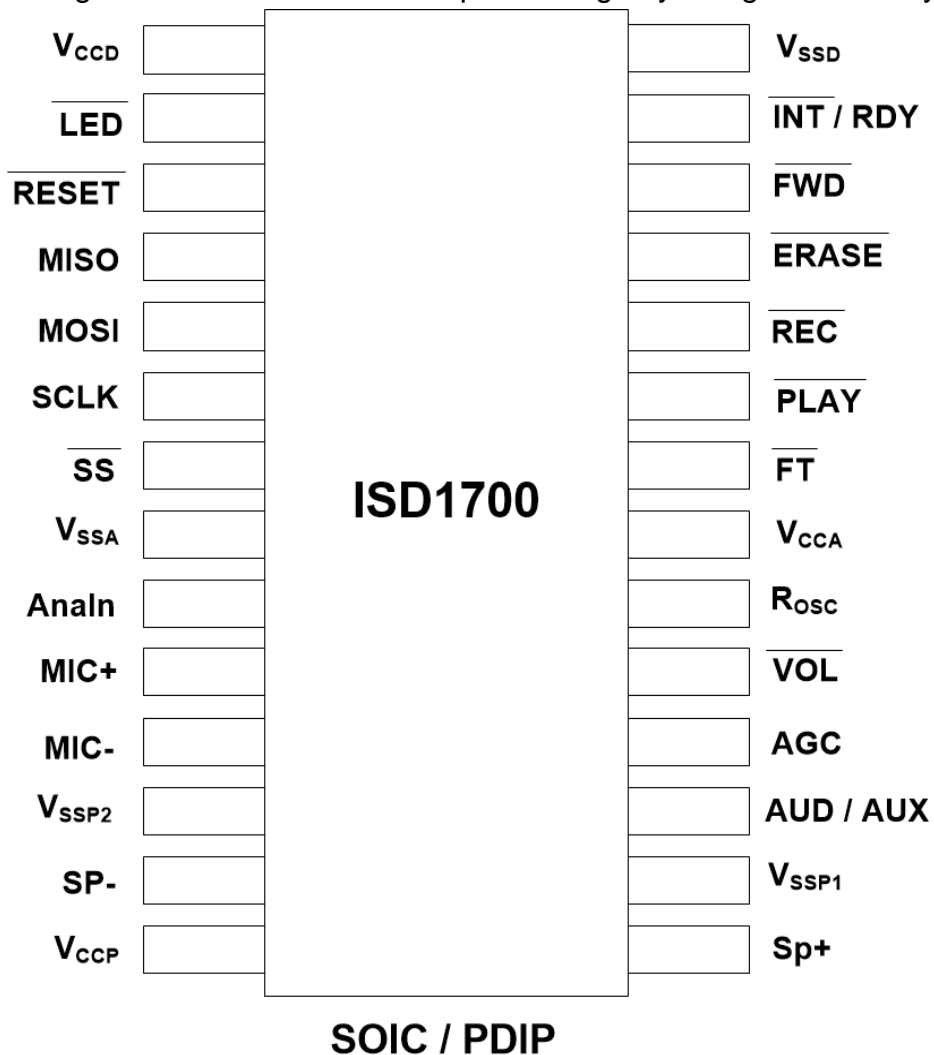 VCCD
LED
RESET
MISO
MOSI
SCLK
SS
VSSA
AnaIn
MIC+
MIC-
VSSP2
SP-
VCCP
ISD1700
VSSD
INT / RDY
FWD
ERASE
REC
PLAY
FT
VCCA
ROSC
VOL
AGC
AUD / AUX
VSSP1
Sp+
SOIC / PDIP